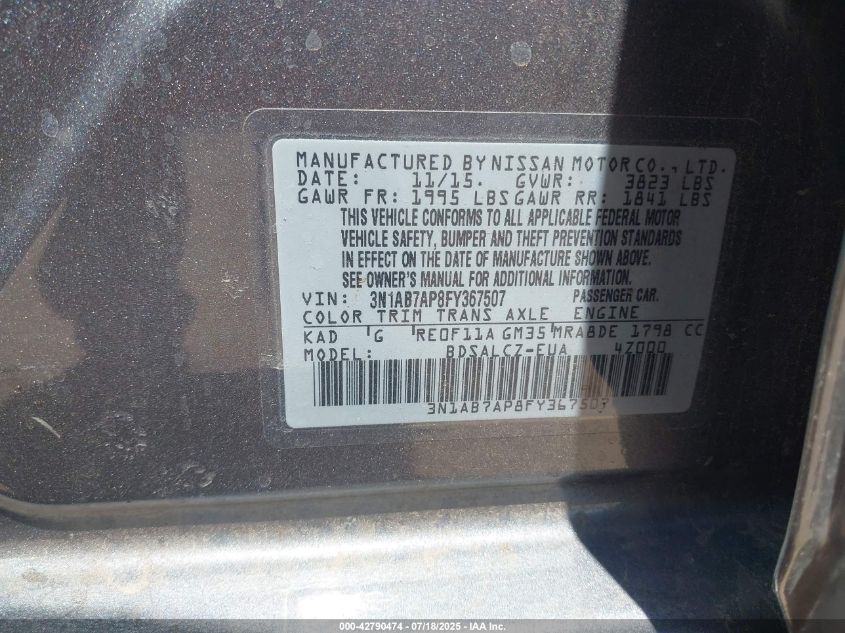 MANUFACTURED BY NISSAN MOTOR CO., LTD.
DATE: 11/15. GVWR: 3823 LBS
GAWR FR: 1995 LBS GAWR RR: 1841 LBS
THIS VEHICLE CONFORMS TO ALL APPLICABLE FEDERAL MOTOR
VEHICLE SAFETY, BUMPER AND THEFT PREVENTION STANDARDS
IN EFFECT ON THE DATE OF MANUFACTURE SHOWN ABOVE.
SEE OWNER'S MANUAL FOR ADDITIONAL INFORMATION.
VIN: 3N1AB7AP8FY367507 PASSENGER CAR.
COLOR TRIM TRANS AXLE ENGINE
KAD 'G 'RE0F11A GM35'MRA8DE 1798 CC
MODEL: BDSALCZ-EUA 4Z000
3N1AB7AP8FY367507
000-42790474 | 07/18/2025 - IAA Inc.